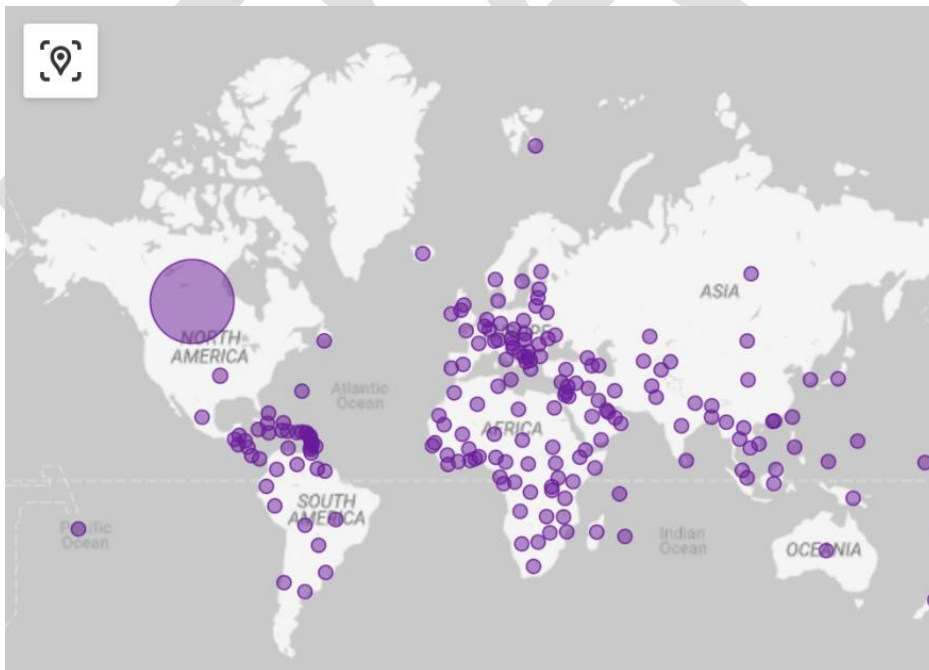 ASIA
NORTH
AMERICA
Atlantic
Ocean
AFRICA
SOUTH
AMERICA
Pacific
Ocean
Indian
Ocean
OCEANIA